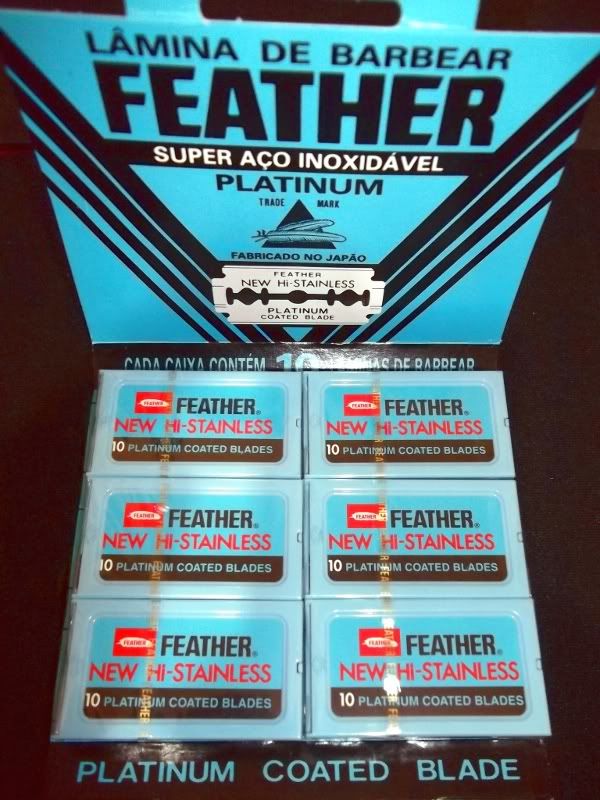 LÂMINA DE BARBEAR
FEATHER
SUPER AÇO INOXIDÁVEL
PLATINUM
TRADE MARK
FABRICADO NO JAPÃO
FEATHER
NEW Hi-STAINLESS
PLATINUM
COATED BLADE
CADA CAIXA CONTÉM 10 DE BARBEAR
FEATHER FEATHER®
NEW Hi-STAINLESS
10 PLATINUM COATED BLADES
FEATHER FEATHER®
NEW Hi-STAINLESS
10 PLATINUM COATED BLADES
FEATHER FEATHER®
NEW Hi-STAINLESS
10 PLATINUM COATED BLADES
FEATHER FEATHER®
NEW Hi-STAINLESS
10 PLATINUM COATED BLADES
FEATHER FEATHER®
NEW Hi-STAINLESS
10 PLATINUM COATED BLADES
FEATHER FEATHER®
NEW Hi-STAINLESS
10 PLATINUM COATED BLADES
PLATINUM COATED BLADE